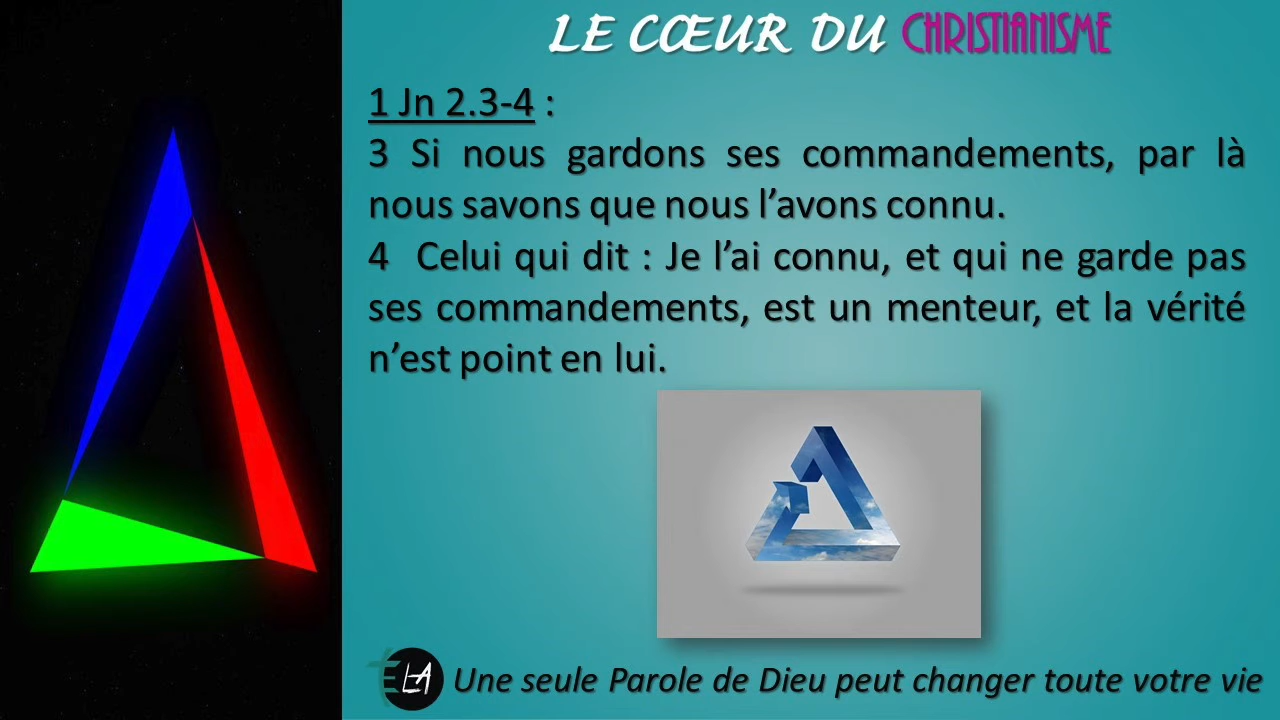 LE CŒUR DU CHRISTIANISME
1 Jn 2.3-4 :
3 Si nous gardons ses commandements, par là
nous savons que nous l’avons connu.
4 Celui qui dit : Je l’ai connu, et qui ne garde pas
ses commandements, est un menteur, et la vérité
n’est point en lui.
ELA Une seule Parole de Dieu peut changer toute votre vie